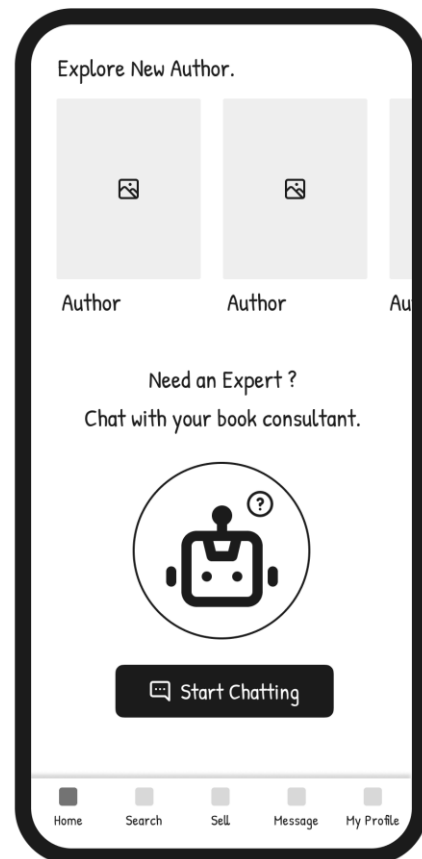 Explore New Author.
Author Author Au
Need an Expert ?
Chat with your book consultant.
?
Start Chatting
Home Search Sell Message My Profile